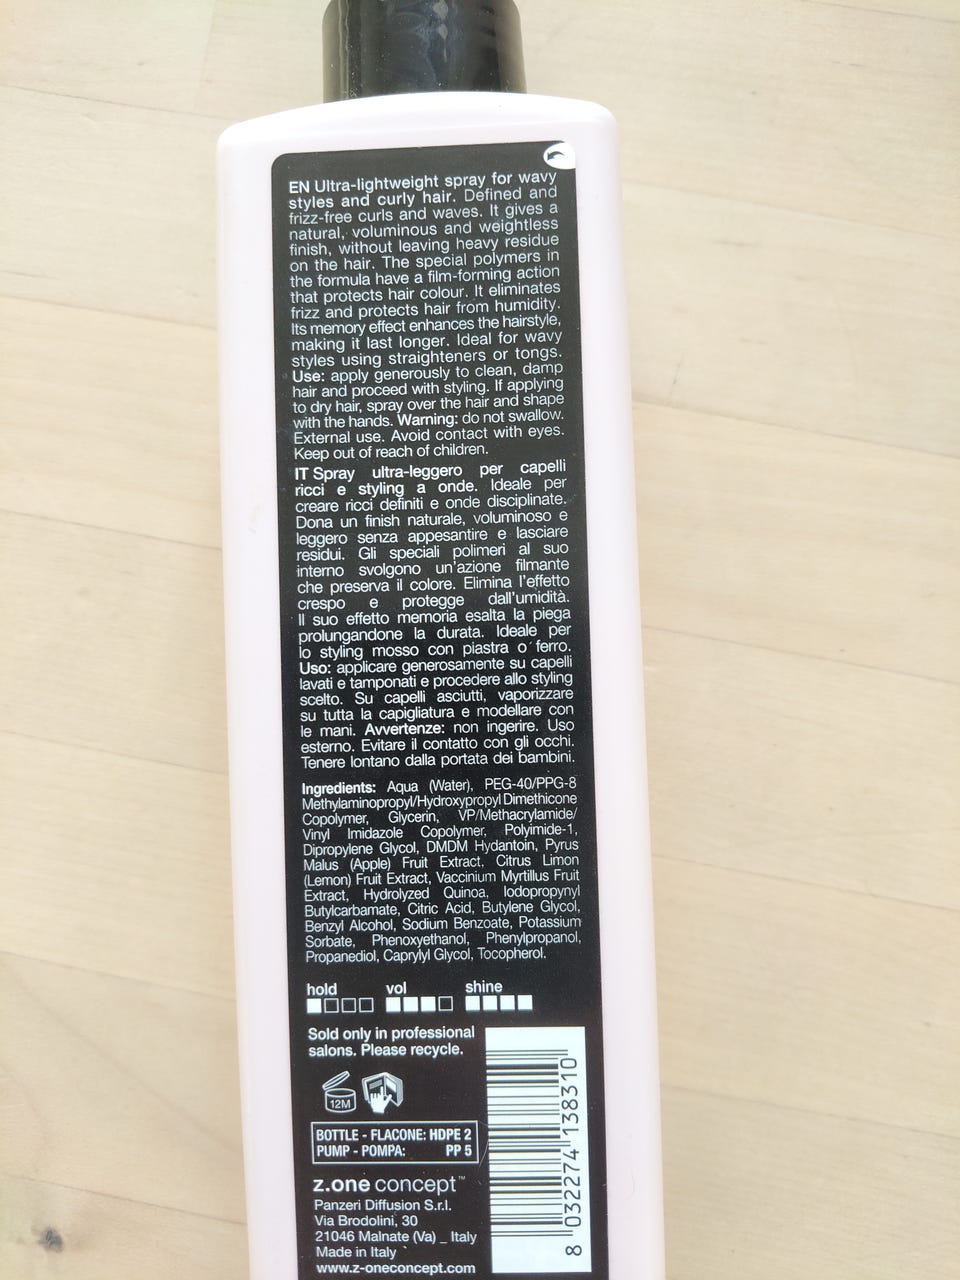 EN Ultra-lightweight spray for wavy
styles and curly hair. Defined and
frizz-free curls and waves. It gives a
natural, voluminous and weightless
finish, without leaving heavy residue
on the hair. The special polymers in
the formula have a film-forming action
that protects hair colour. It eliminates
frizz and protects hair from humidity.
Its memory effect enhances the hairstyle,
making it last longer. Ideal for wavy
styles using straighteners or tongs.
Use: apply generously to clean, damp
hair and proceed with styling. If applying
to dry hair, spray over the hair and shape
with the hands. Warning: do not swallow.
External use. Avoid contact with eyes.
Keep out of reach of children.
IT Spray ultra-leggero per capelli
ricci e styling a onde. Ideale per
creare ricci definiti e onde disciplinate.
Dona un finish naturale, voluminoso e
leggero senza appesantire e lasciare
residui. Gli speciali polimeri al suo
interno svolgono un'azione filmante
che preserva il colore. Elimina l'effetto
crespo e protegge dall'umidità.
Il suo effetto memoria esalta la piega
prolungandone la durata. Ideale per
lo styling mosso con piastra o ferro.
Uso: applicare generosamente su capelli
lavati e tamponati e procedere allo styling
scelto. Su capelli asciutti, vaporizzare
su tutta la capigliatura e modellare con
le mani. Avvertenze: non ingerire. Uso
esterno. Evitare il contatto con gli occhi.
Tenere lontano dalla portata dei bambini.
Ingredients: Aqua (Water), PEG-40/PPG-8
Methylaminopropyl/Hydroxypropyl Dimethicone
Copolymer, Glycerin, VP/Methacrylamide/
Vinyl Imidazole Copolymer, Polyimide-1,
Dipropylene Glycol, DMDM Hydantoin, Pyrus
Malus (Apple) Fruit Extract, Citrus Limon
(Lemon) Fruit Extract, Vaccinium Myrtillus Fruit
Extract, Hydrolyzed Quinoa, Iodopropynyl
Butylcarbamate, Citric Acid, Butylene Glycol,
Benzyl Alcohol, Sodium Benzoate, Potassium
Sorbate, Phenoxyethanol, Phenylpropanol,
Propanediol, Caprylyl Glycol, Tocopherol.
hold vol shine
Sold only in professional
salons. Please recycle.
12M
BOTTLE - FLACONE: HDPE 2
PUMP - POMPA: PP 5
z.one concept™
Panzeri Diffusion S.r.l.
Via Brodolini, 30
21046 Malnate (Va) _ Italy
Made in Italy
www.z-oneconcept.com
8 032274 138310